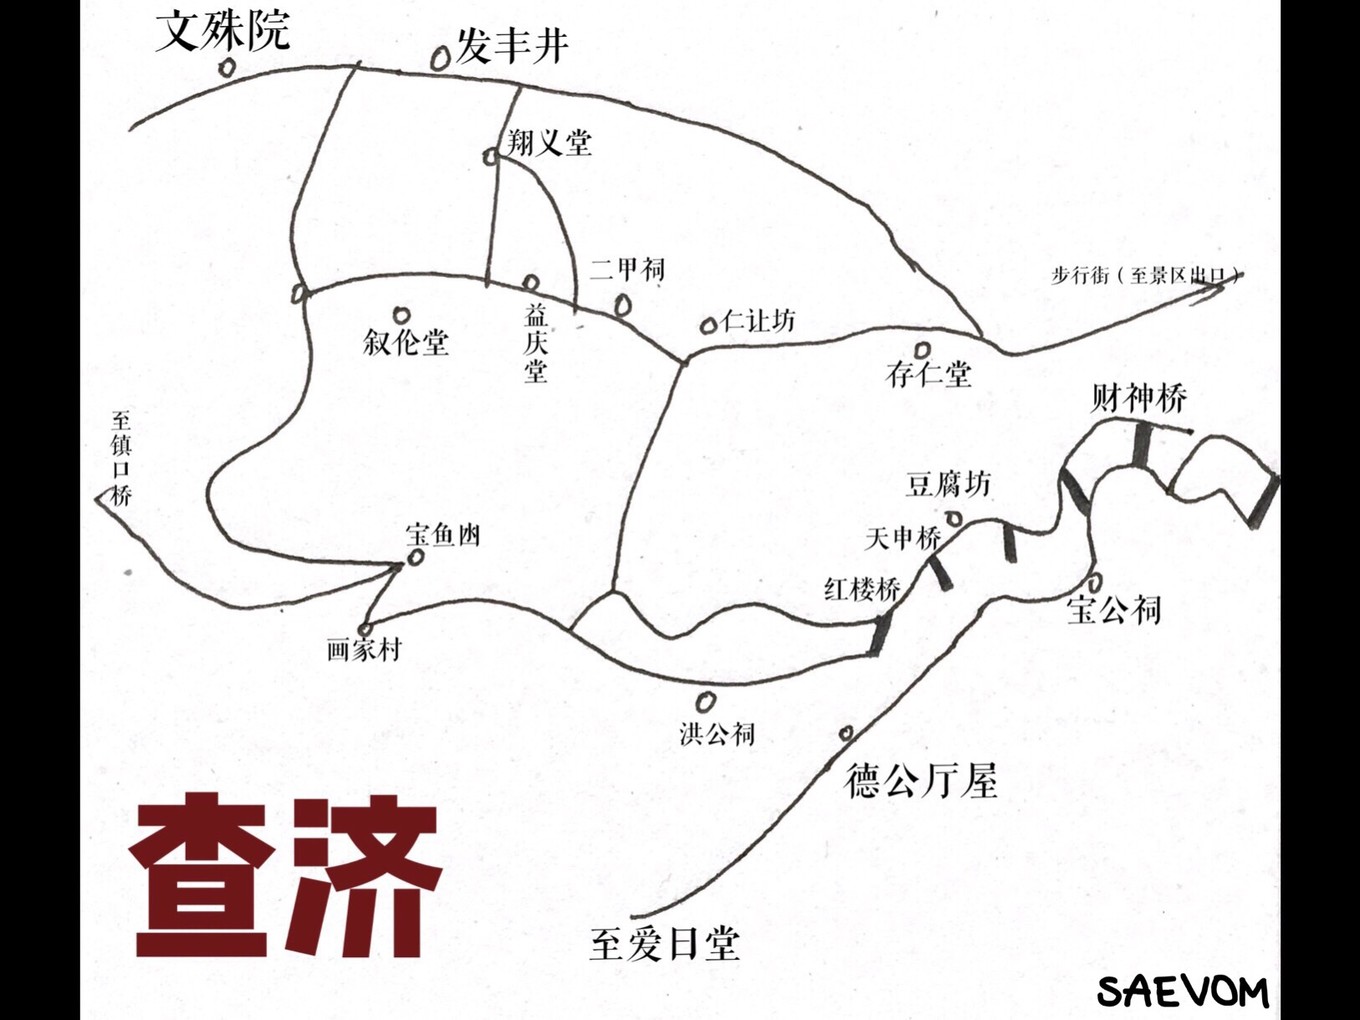 文殊院
发丰井
翔义堂
二甲祠
步行街（至景区出口）
仁让坊
叙伦堂
益庆堂
存仁堂
财神桥
至镇口桥
豆腐坊
天申桥
宝鱼凼
红楼桥
宝公祠
画家村
洪公祠
德公厅屋
查济
至爱日堂
SAEVOM